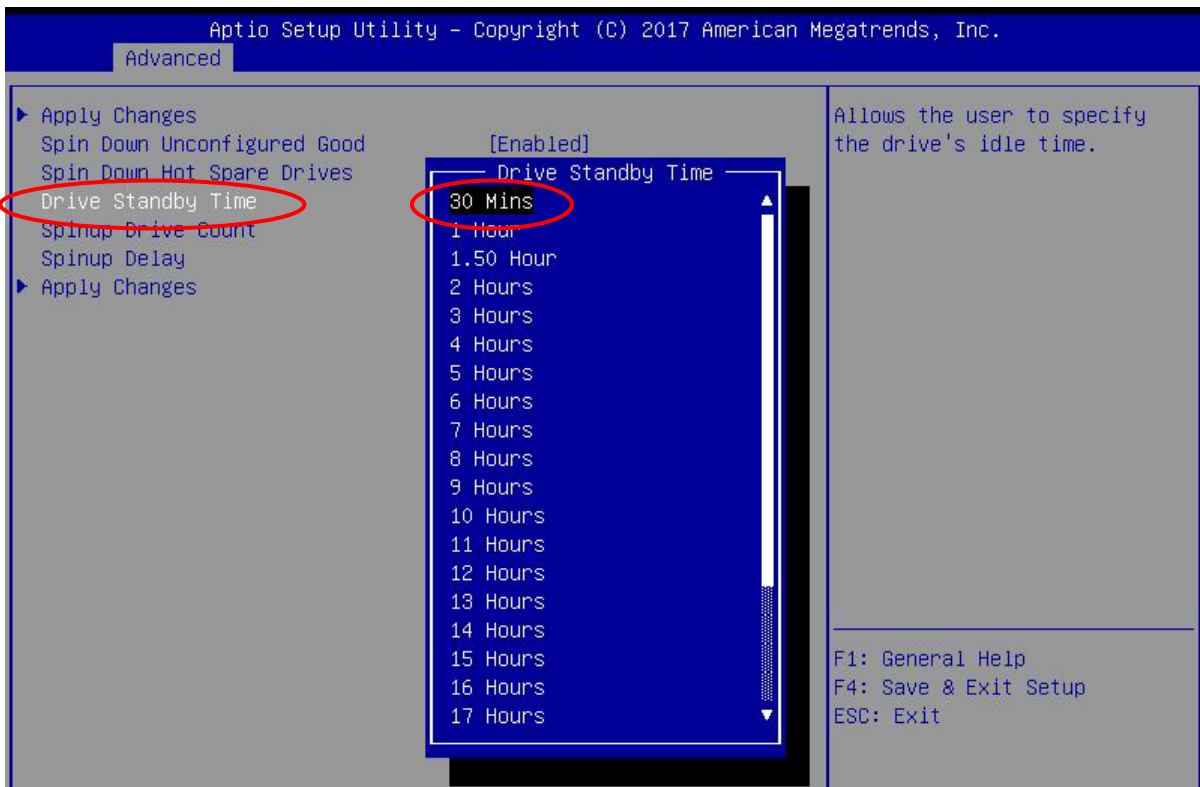 Aptio Setup Utility – Copyright (C) 2017 American Megatrends, Inc.
Advanced
Apply Changes
Spin Down Unconfigured Good [Enabled]
Spin Down Hot Spare Drives
Drive Standby Time
Spinup Drive Count
Spinup Delay
Apply Changes
Drive Standby Time
30 Mins
1 Hour
1.50 Hour
2 Hours
3 Hours
4 Hours
5 Hours
6 Hours
7 Hours
8 Hours
9 Hours
10 Hours
11 Hours
12 Hours
13 Hours
14 Hours
15 Hours
16 Hours
17 Hours
Allows the user to specify
the drive's idle time.
F1: General Help
F4: Save & Exit Setup
ESC: Exit